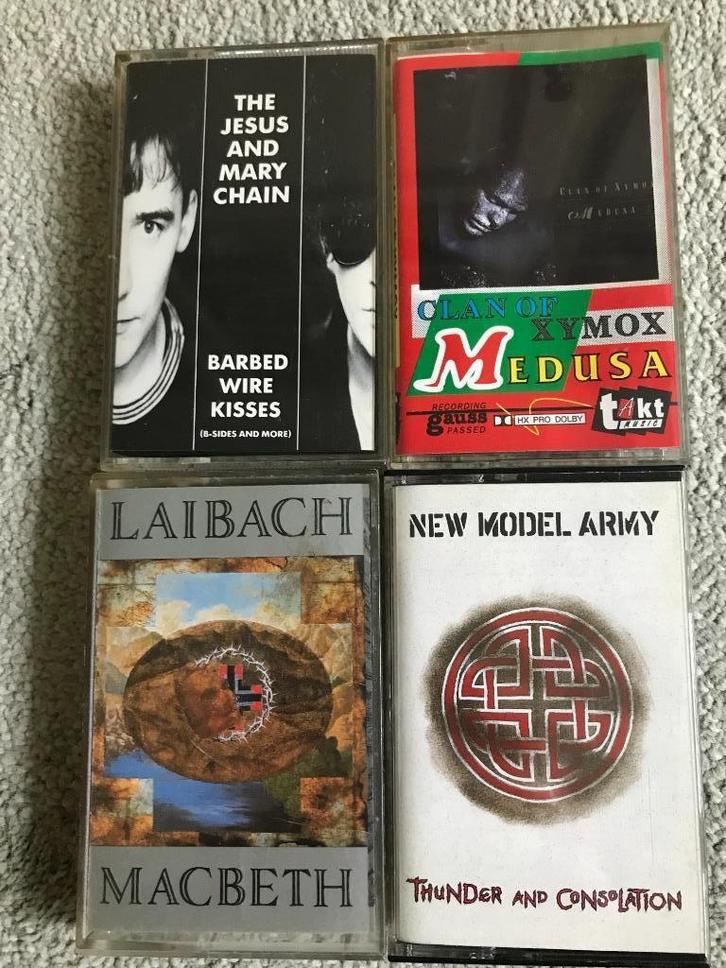 THE
JESUS
AND
MARY
CHAIN
BARBED
WIRE
KISSES
(B-SIDES AND MORE)
CLAN OF XYMOX
MEDUSA
CLAN OF
XYMOX
MEDUSA
RECORDING
gauss
PASSED
HX PRO DOLBY
takt
MUSIC
LAIBACH
MACBETH
NEW MODEL ARMY
THUNDER AND CONSOLATION